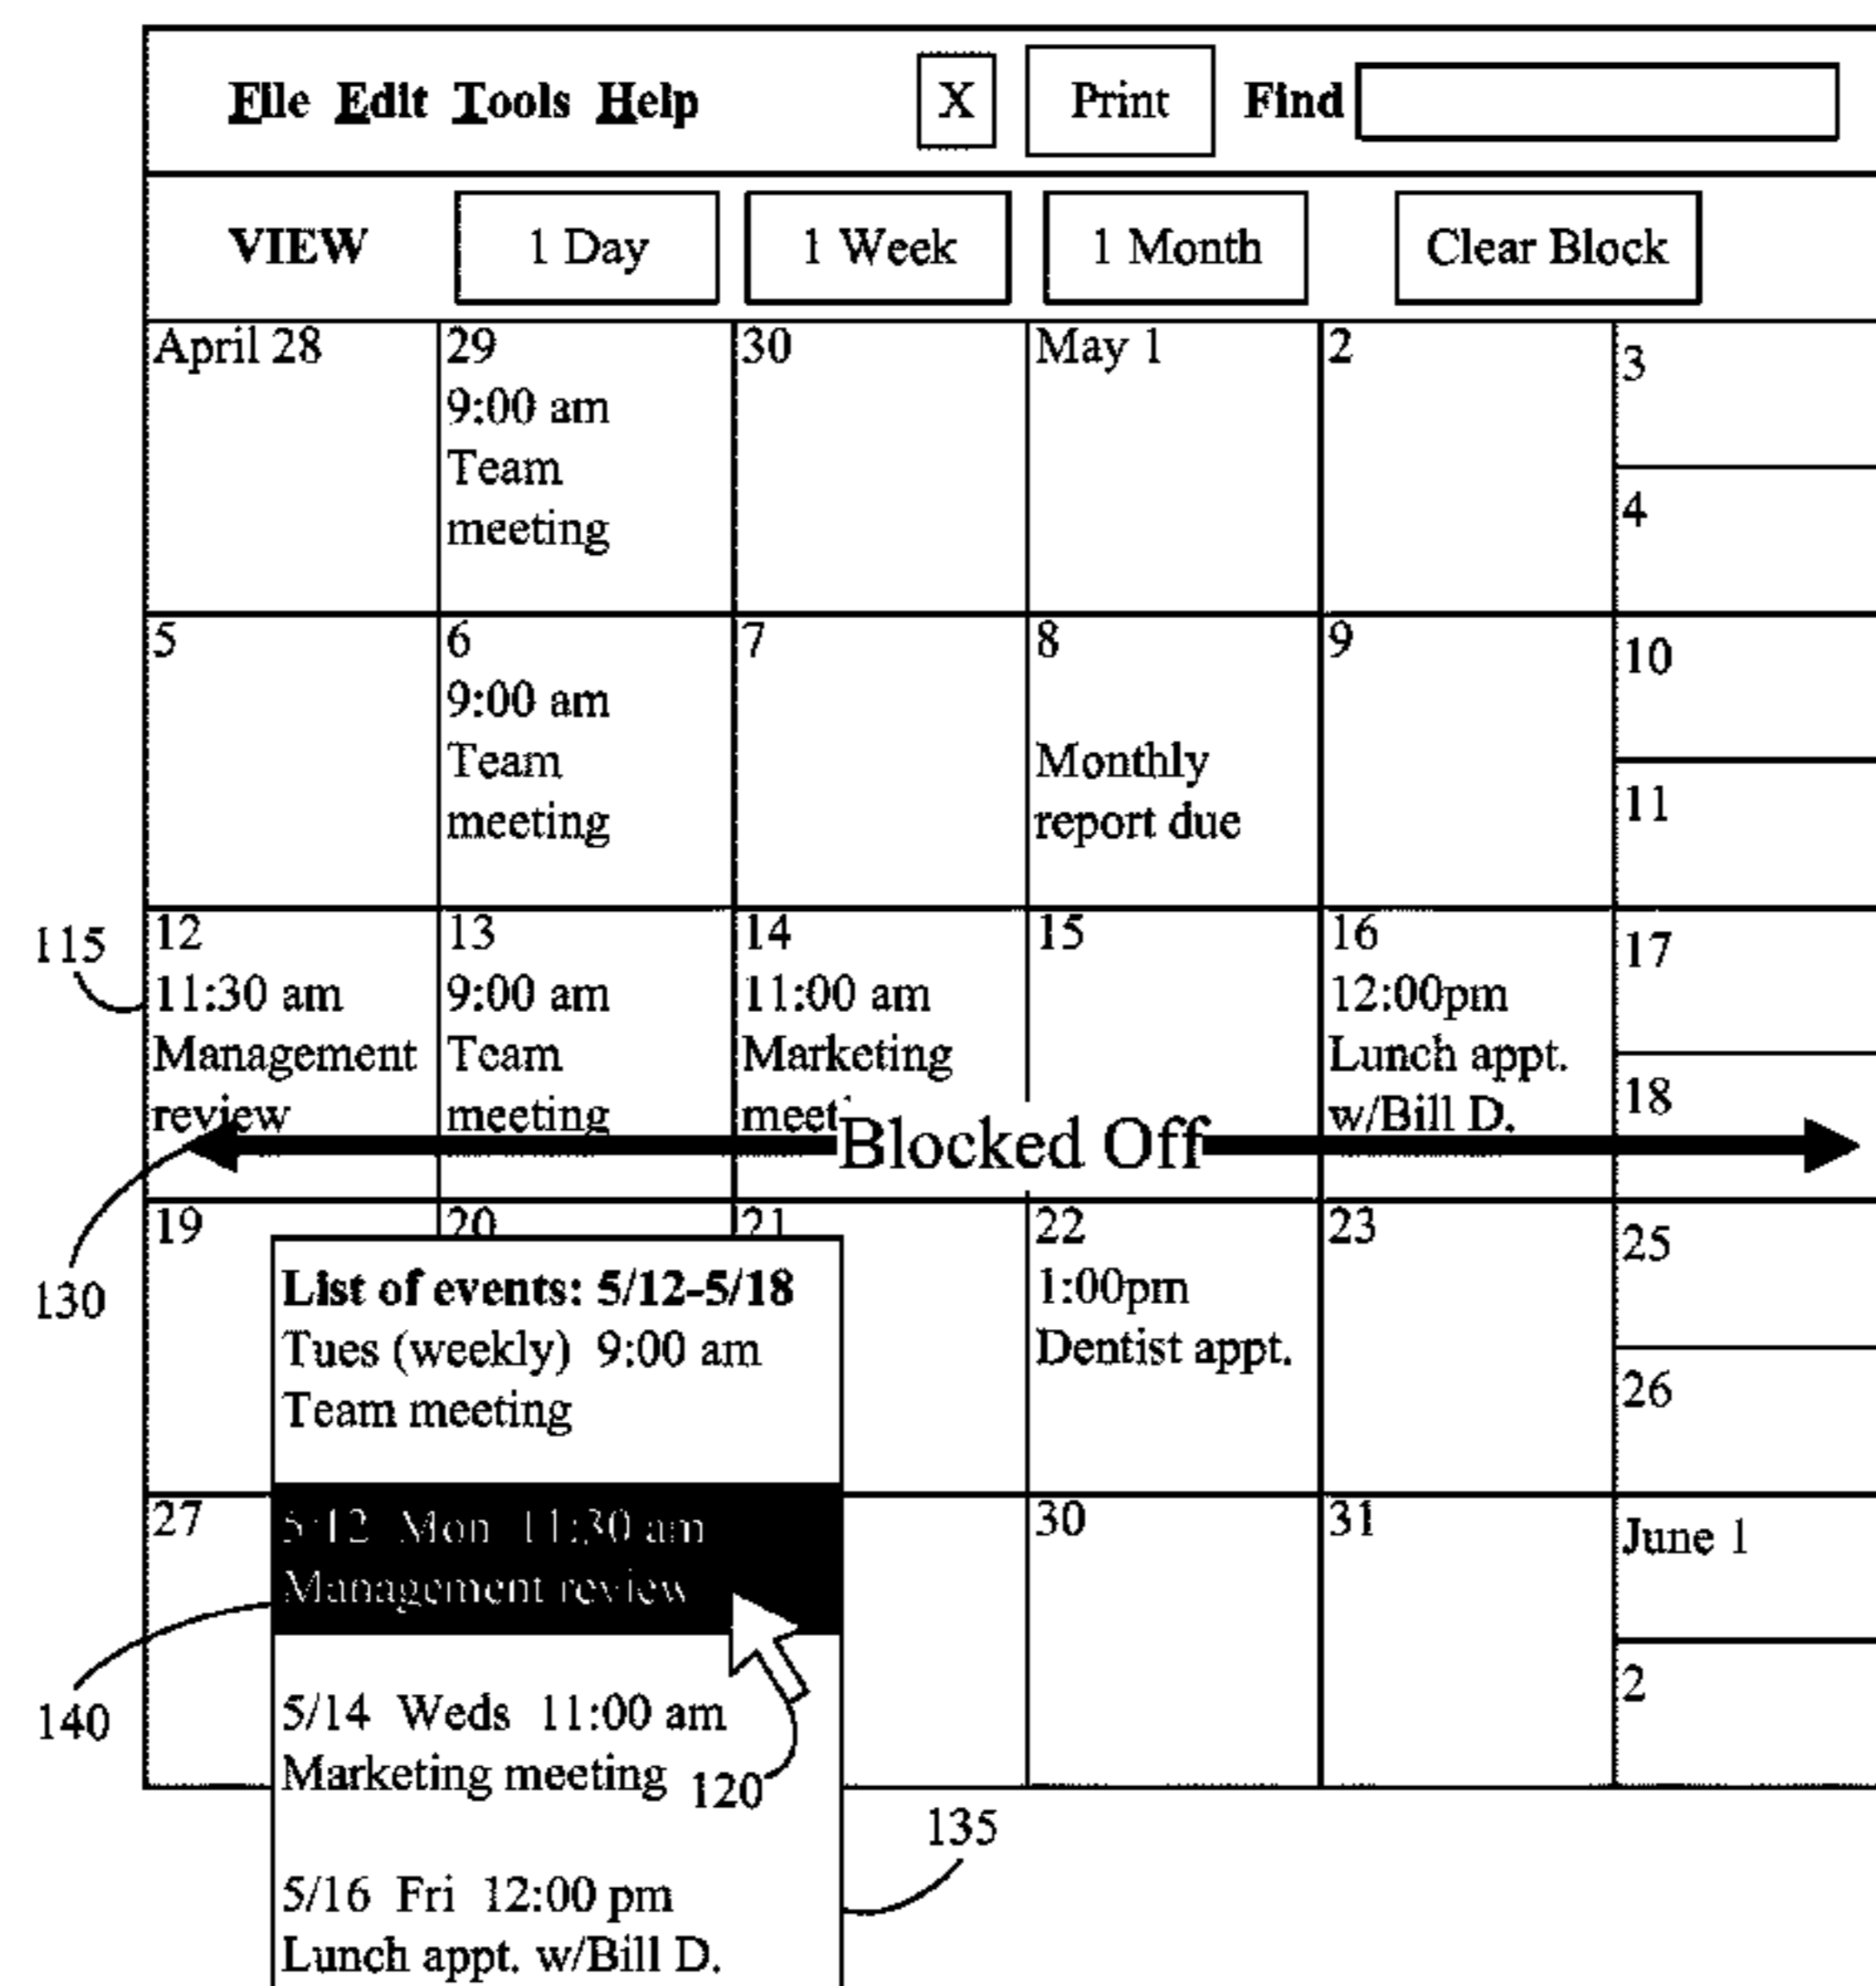 File Edit Tools Help X Print Find
VIEW 1 Day 1 Week 1 Month Clear Block
April 28
29
9:00 am
Team
meeting
30
May 1
2
3
4
5
6
9:00 am
Team
meeting
7
8
Monthly
report due
9
10
11
115
12
11:30 am
Management
review
13
9:00 am
Team
meeting
14
11:00 am
Marketing
15
16
12:00pm
Lunch appt.
w/Bill D.
17
18
Blocked Off
130
19
20
21
22
1:00pm
Dentist appt.
23
25
26
List of events: 5/12-5/18
Tues (weekly) 9:00 am
Team meeting
5/12 Mon 11:30 am
Management review
5/14 Weds 11:00 am
Marketing meeting
5/16 Fri 12:00 pm
Lunch appt. w/Bill D.
27
30
31
June 1
2
140
120
135